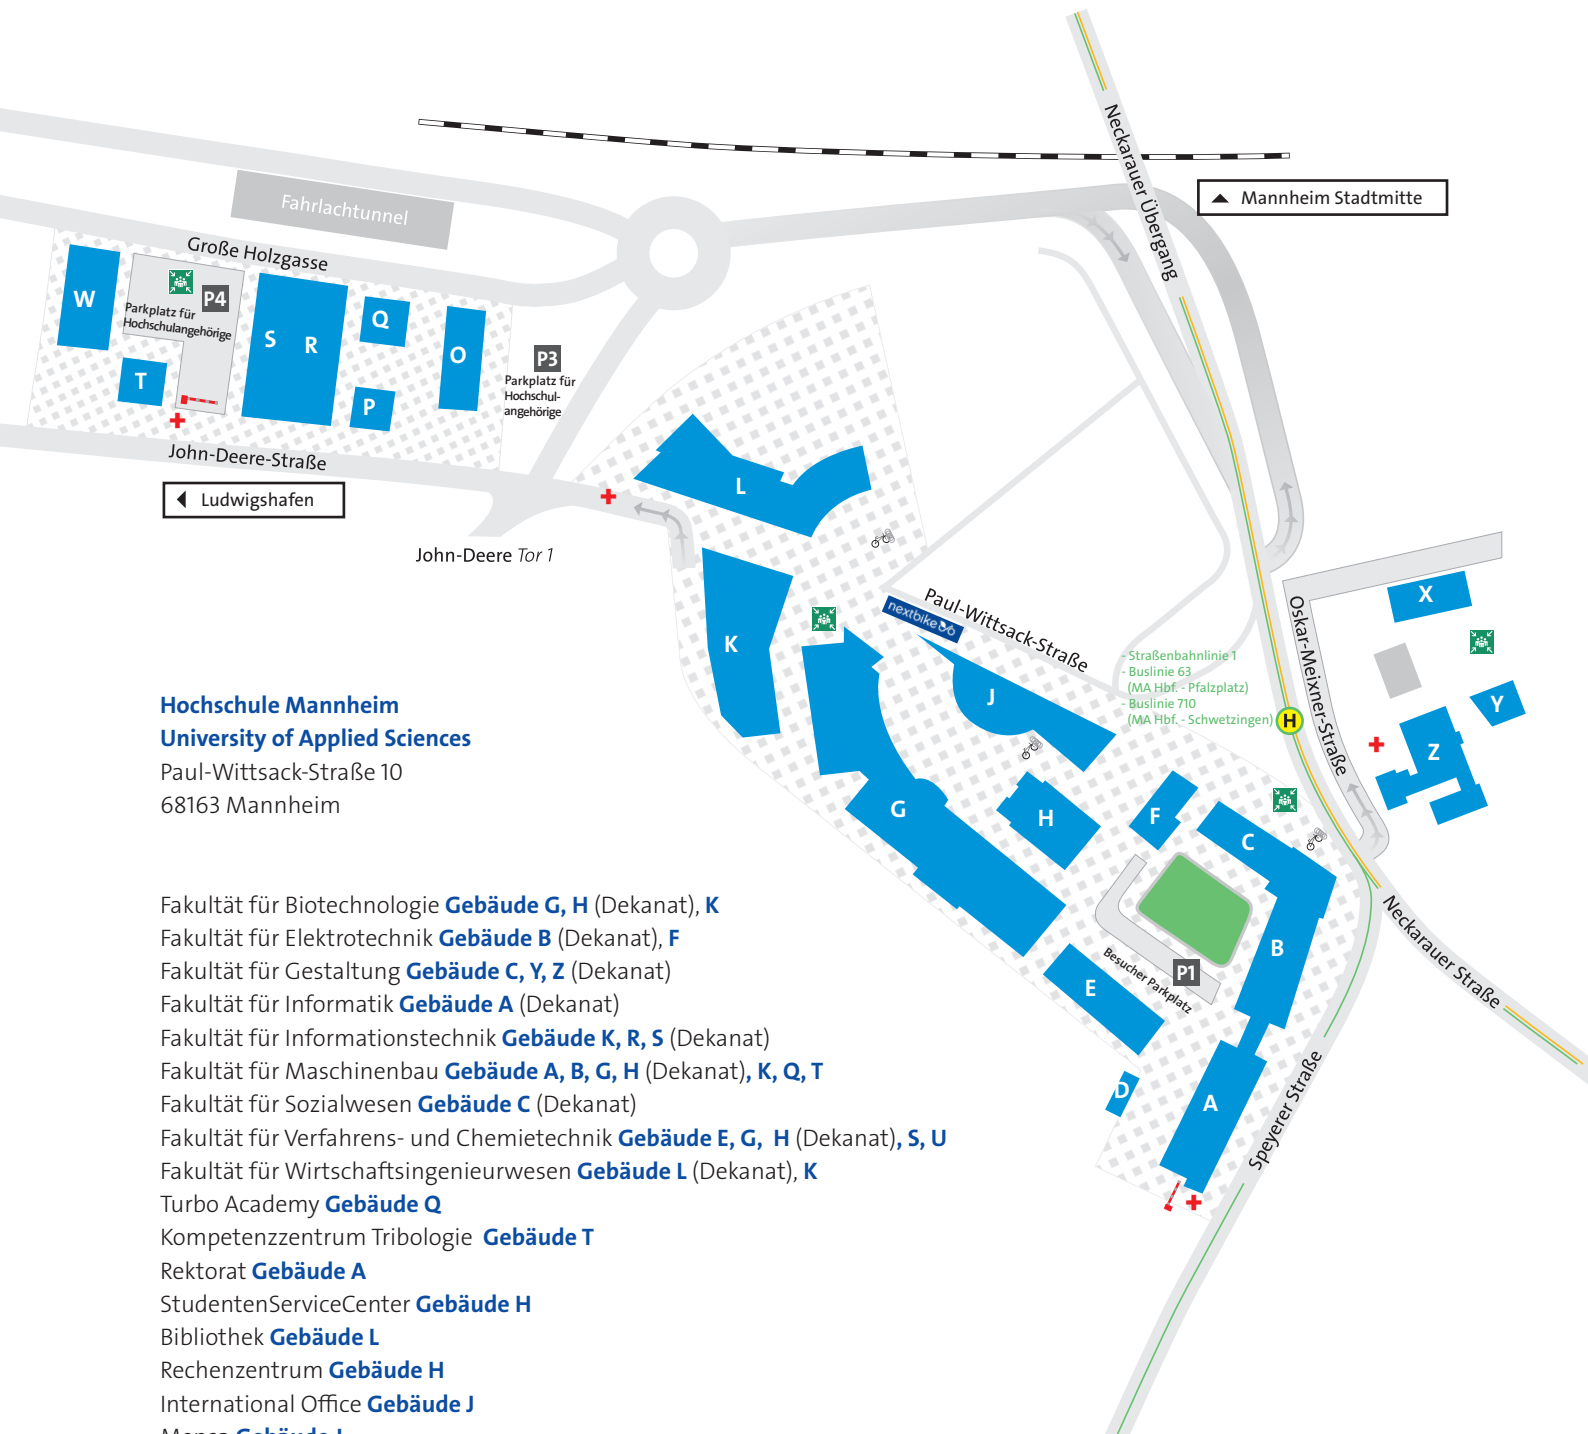 Neckarauer Übergang
Mannheim Stadtmitte
Fahrlachtunnel
Große Holzgasse
W
P4
Parkplatz für
Hochschulangehörige
S
R
Q
O
T
P
P3
Parkplatz für
Hochschul-
angehörige
John-Deere-Straße
Ludwigshafen
John-Deere Tor 1
L
K
nextbike
Paul-Wittsack-Straße
- Straßenbahnlinie 1
- Buslinie 63
(MA Hbf. - Pfalzplatz)
- Buslinie 710
(MA Hbf. - Schwetzingen)
H
Oskar-Meixner-Straße
X
Y
Z
J
G
H
F
C
B
E
P1
Besucher Parkplatz
D
A
Neckarauer Straße
Speyerer Straße
Hochschule Mannheim
University of Applied Sciences
Paul-Wittsack-Straße 10
68163 Mannheim
Fakultät für Biotechnologie Gebäude G, H (Dekanat), K
Fakultät für Elektrotechnik Gebäude B (Dekanat), F
Fakultät für Gestaltung Gebäude C, Y, Z (Dekanat)
Fakultät für Informatik Gebäude A (Dekanat)
Fakultät für Informationstechnik Gebäude K, R, S (Dekanat)
Fakultät für Maschinenbau Gebäude A, B, G, H (Dekanat), K, Q, T
Fakultät für Sozialwesen Gebäude C (Dekanat)
Fakultät für Verfahrens- und Chemietechnik Gebäude E, G, H (Dekanat), S, U
Fakultät für Wirtschaftsingenieurwesen Gebäude L (Dekanat), K
Turbo Academy Gebäude Q
Kompetenzzentrum Tribologie Gebäude T
Rektorat Gebäude A
StudentenServiceCenter Gebäude H
Bibliothek Gebäude L
Rechenzentrum Gebäude H
International Office Gebäude J